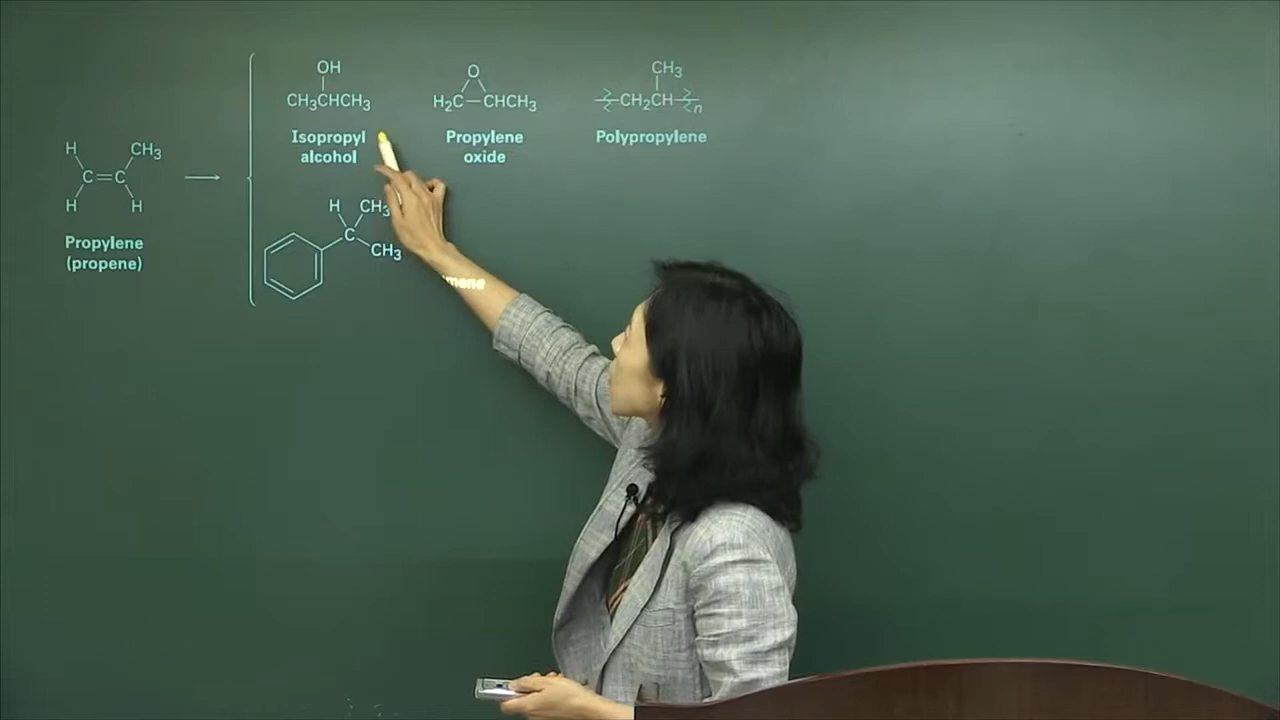 OH
CH₃CHCH₃
Isopropyl
alcohol
O
H₂C—CHCH₃
Propylene
oxide
CH₃
CH₂CH n
Polypropylene
H CH₃
C=C
H H
Propylene
(propene)
H CH₃
C
CH₃